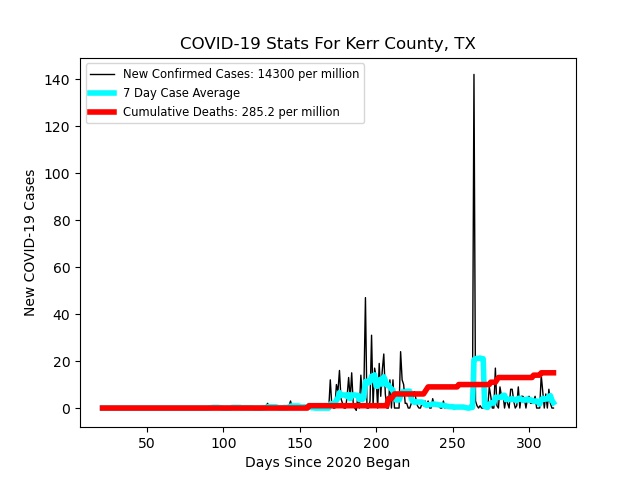 COVID-19 Stats For Kerr County, TX
New Confirmed Cases: 14300 per million
7 Day Case Average
Cumulative Deaths: 285.2 per million
New COVID-19 Cases
140
120
100
80
60
40
20
0
50 100 150 200 250 300
Days Since 2020 Began